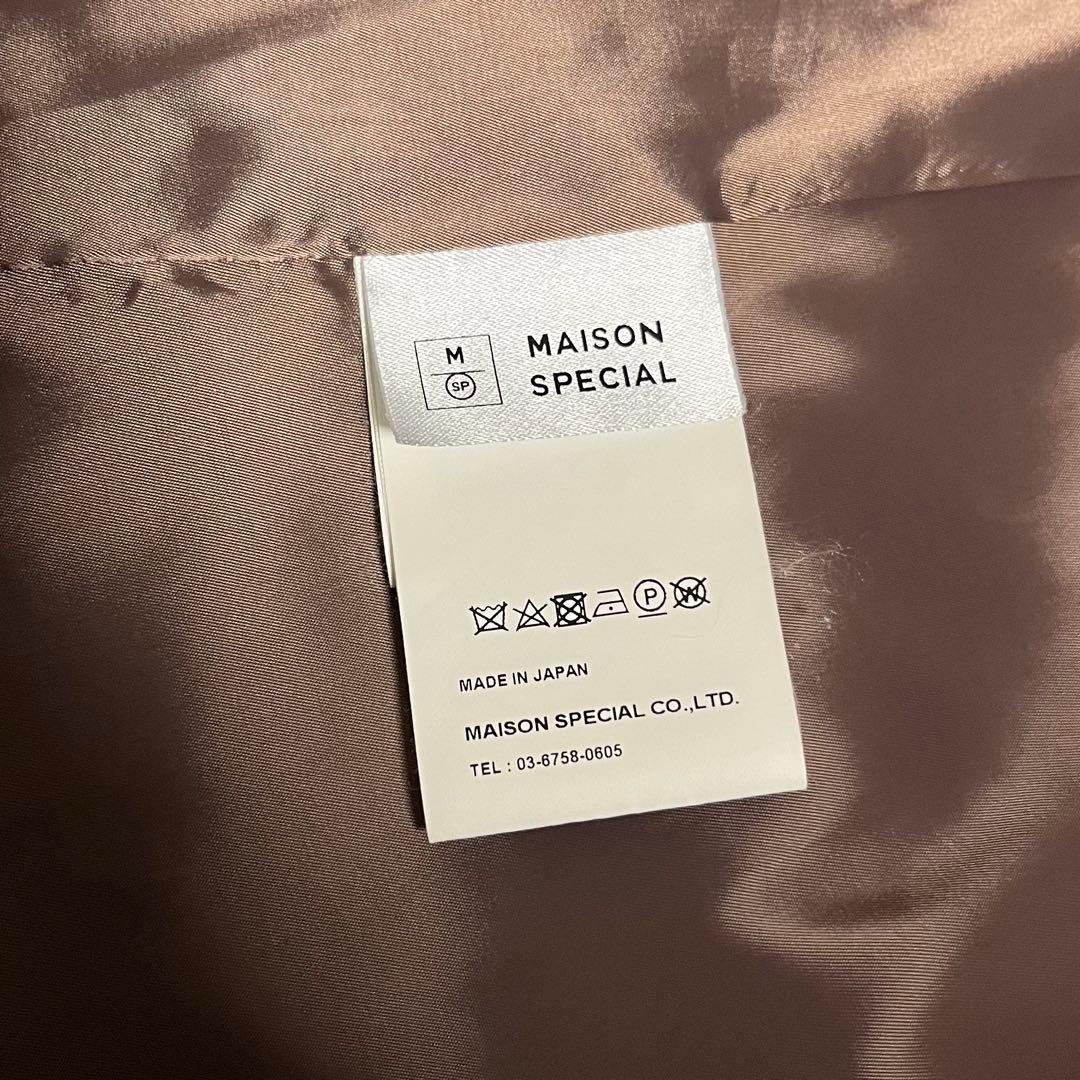 M
SP
MAISON
SPECIAL
P
W
MADE IN JAPAN
MAISON SPECIAL CO.,LTD.
TEL : 03-6758-0605